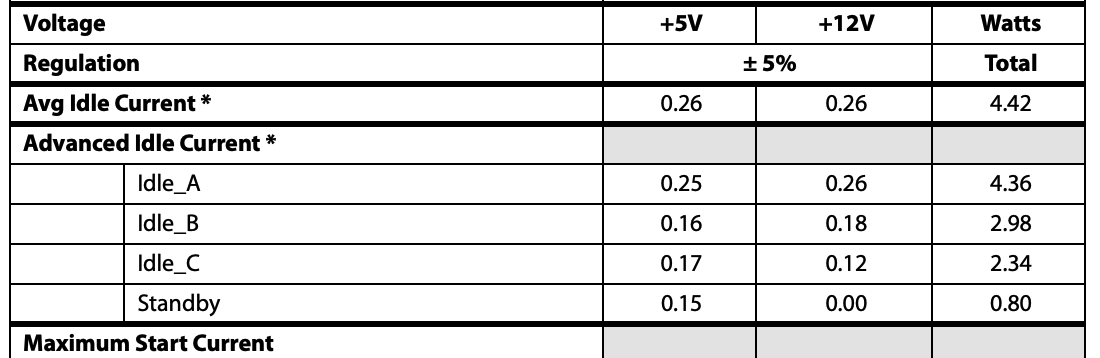 Voltage +5V +12V Watts
Regulation ± 5% Total
Avg Idle Current * 0.26 0.26 4.42
Advanced Idle Current *
Idle_A 0.25 0.26 4.36
Idle_B 0.16 0.18 2.98
Idle_C 0.17 0.12 2.34
Standby 0.15 0.00 0.80
Maximum Start Current